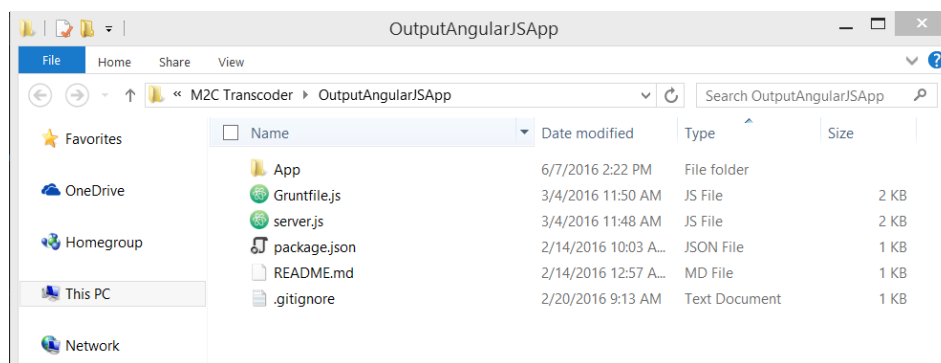 OutputAngularJSApp
File Home Share View
« M2C Transcoder OutputAngularJSApp Search OutputAngularJSApp
Name Date modified Type Size
Favorites
OneDrive
Homegroup
This PC
Network
App 6/7/2016 2:22 PM File folder
Gruntfile.js 3/4/2016 11:50 AM JS File 2 KB
server.js 3/4/2016 11:48 AM JS File 2 KB
package.json 2/14/2016 10:03 A... JSON File 1 KB
README.md 2/14/2016 12:57 A... MD File 1 KB
.gitignore 2/20/2016 9:13 AM Text Document 1 KB